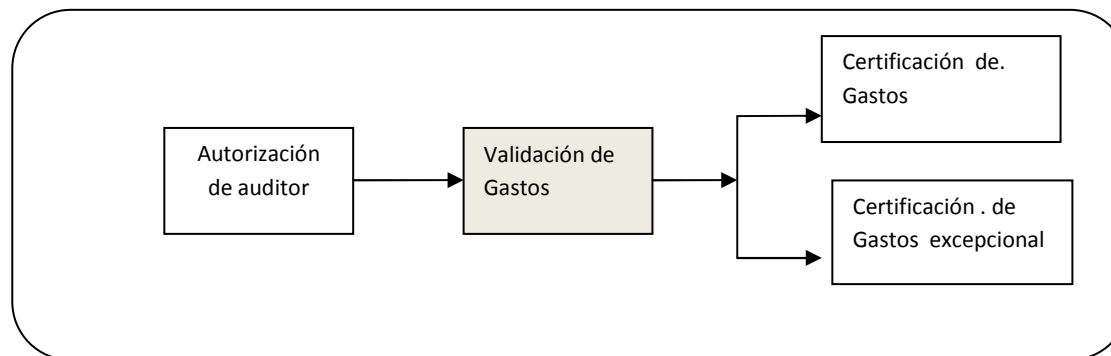 Autorización
de auditor
Validación de
Gastos
Certificación de.
Gastos
Certificación . de
Gastos excepcional